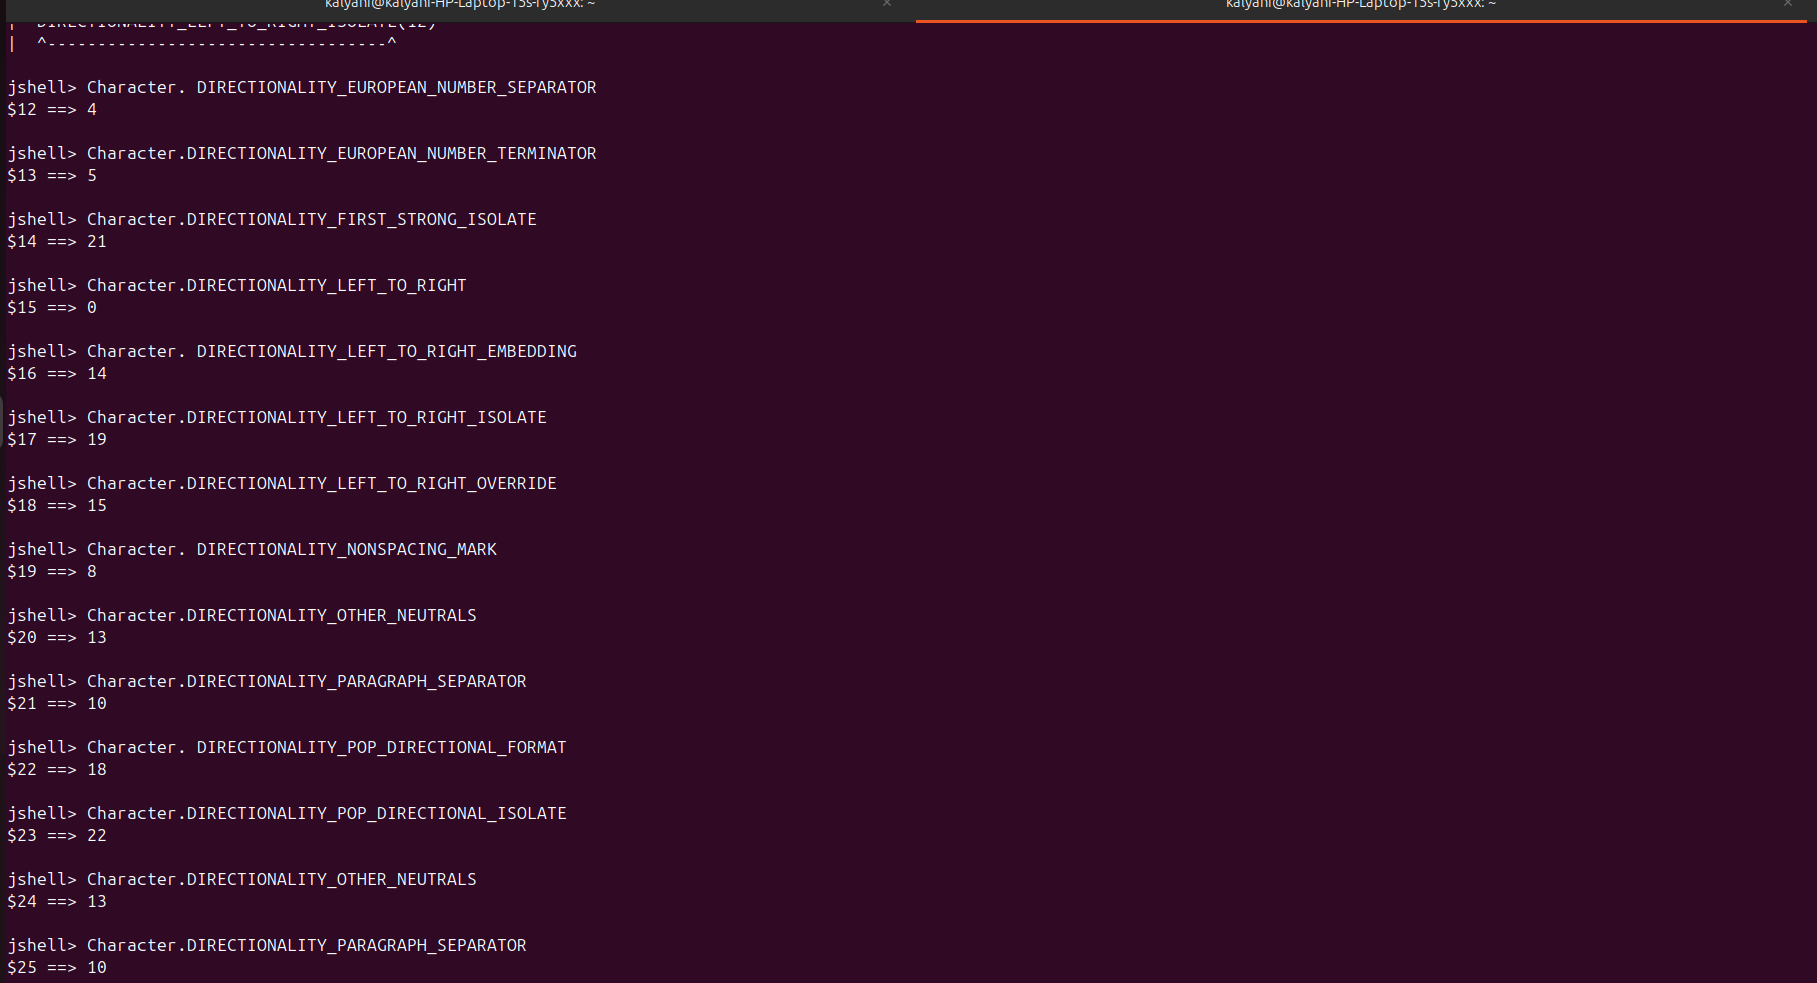 kalyani@kalyani-HP-Laptop-15s-fy5xxx: ~ × kalyani@kalyani-HP-Laptop-15s-fy5xxx: ~ ×
| DIRECTIONALITY_LEFT_TO_RIGHT_ISOLATE(12)
| ^----------------------------------^
jshell> Character. DIRECTIONALITY_EUROPEAN_NUMBER_SEPARATOR
$12 ==> 4
jshell> Character.DIRECTIONALITY_EUROPEAN_NUMBER_TERMINATOR
$13 ==> 5
jshell> Character.DIRECTIONALITY_FIRST_STRONG_ISOLATE
$14 ==> 21
jshell> Character.DIRECTIONALITY_LEFT_TO_RIGHT
$15 ==> 0
jshell> Character. DIRECTIONALITY_LEFT_TO_RIGHT_EMBEDDING
$16 ==> 14
jshell> Character.DIRECTIONALITY_LEFT_TO_RIGHT_ISOLATE
$17 ==> 19
jshell> Character.DIRECTIONALITY_LEFT_TO_RIGHT_OVERRIDE
$18 ==> 15
jshell> Character. DIRECTIONALITY_NONSPACING_MARK
$19 ==> 8
jshell> Character.DIRECTIONALITY_OTHER_NEUTRALS
$20 ==> 13
jshell> Character.DIRECTIONALITY_PARAGRAPH_SEPARATOR
$21 ==> 10
jshell> Character. DIRECTIONALITY_POP_DIRECTIONAL_FORMAT
$22 ==> 18
jshell> Character.DIRECTIONALITY_POP_DIRECTIONAL_ISOLATE
$23 ==> 22
jshell> Character.DIRECTIONALITY_OTHER_NEUTRALS
$24 ==> 13
jshell> Character.DIRECTIONALITY_PARAGRAPH_SEPARATOR
$25 ==> 10